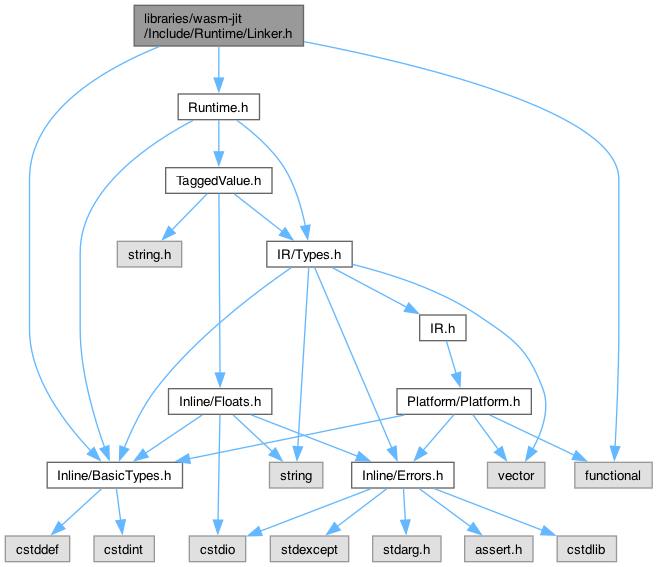 libraries/wasm-jit
/Include/Runtime/Linker.h
Runtime.h
TaggedValue.h
string.h
IR/Types.h
IR.h
Inline/Floats.h
Platform/Platform.h
Inline/BasicTypes.h
string
Inline/Errors.h
vector
functional
cstddef
cstdint
cstdio
stdexcept
stdarg.h
assert.h
cstdlib